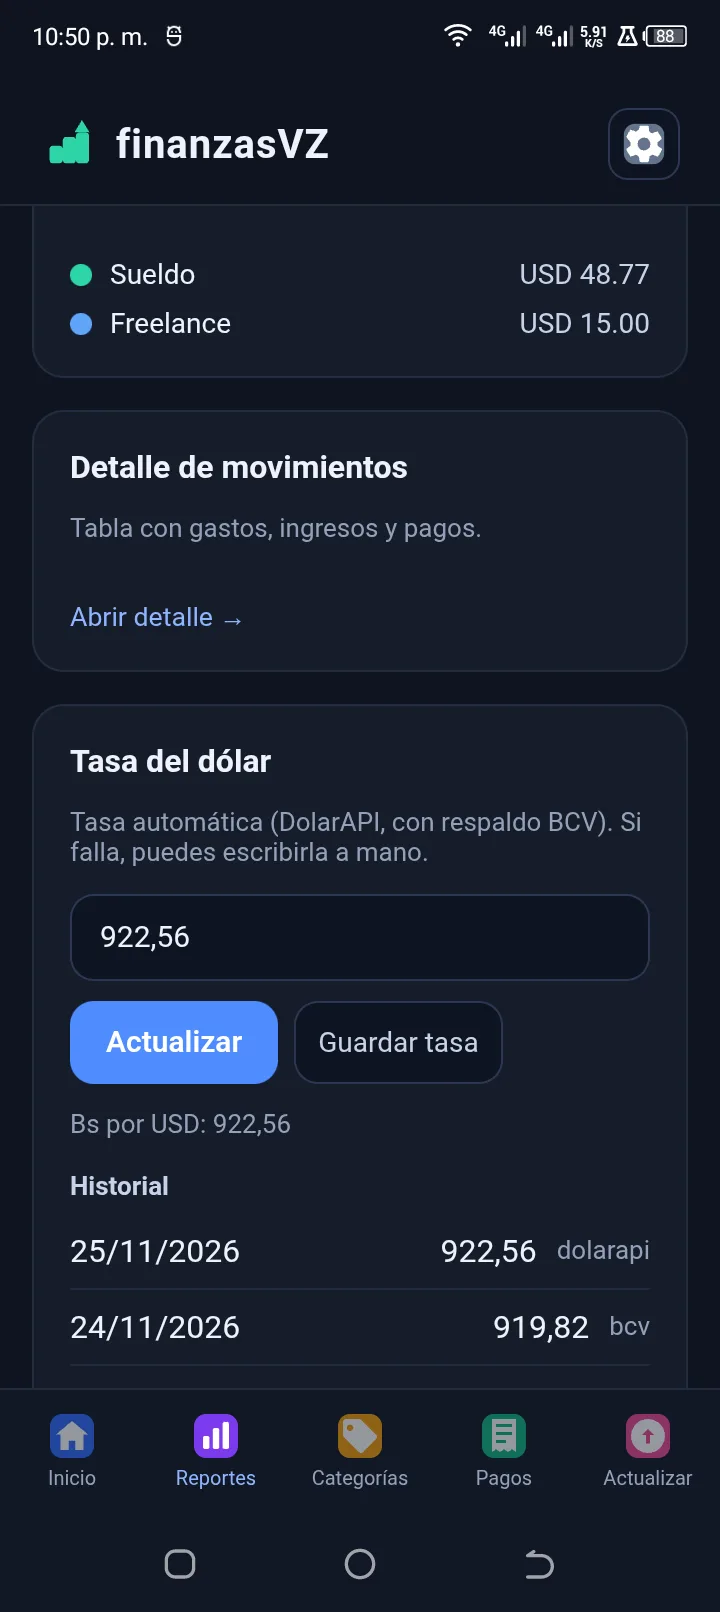 10:50 p. m.
4G 4G 5.91 K/S 88
finanzasVZ
Sueldo USD 48.77
Freelance USD 15.00
Detalle de movimientos
Tabla con gastos, ingresos y pagos.
Abrir detalle →
Tasa del dólar
Tasa automática (DolarAPI, con respaldo BCV). Si
falla, puedes escribirla a mano.
922,56
Actualizar Guardar tasa
Bs por USD: 922,56
Historial
25/11/2026 922,56 dolarapi
24/11/2026 919,82 bcv
Inicio Reportes Categorías Pagos Actualizar